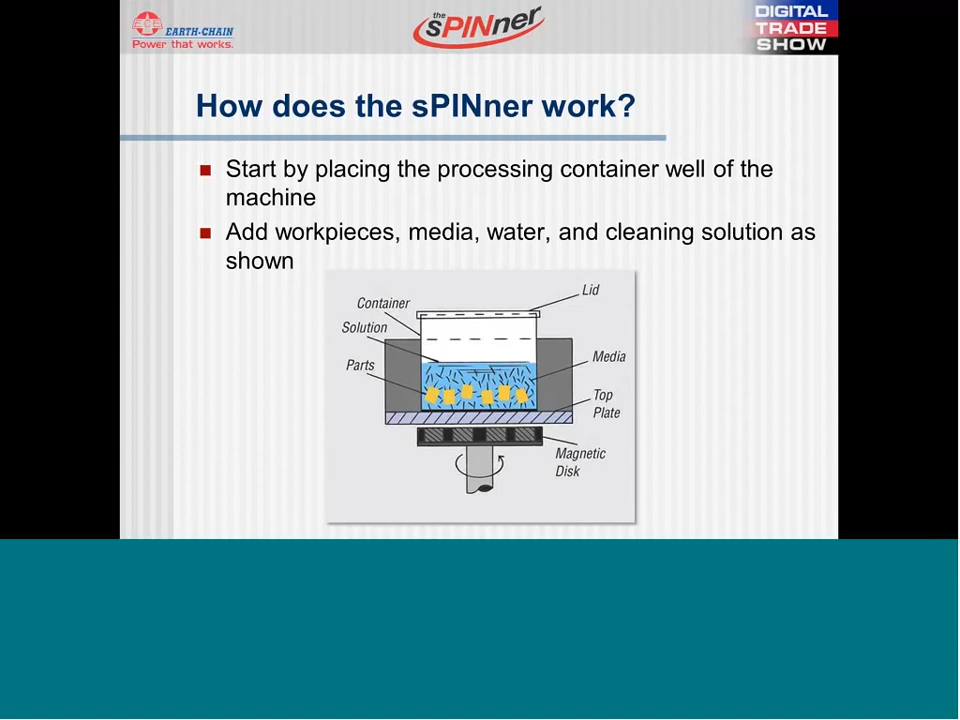 ECE EARTH-CHAIN
Power that works.
the sPINner
DIGITAL
TRADE
SHOW
How does the sPINner work?
Start by placing the processing container well of the
machine
Add workpieces, media, water, and cleaning solution as
shown
Lid
Container
Solution
Media
Parts
Top
Plate
Magnetic
Disk